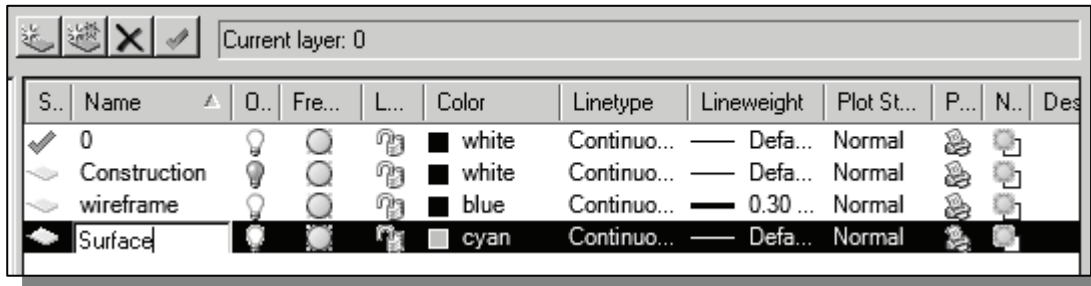 Current layer: 0
S.. Name O.. Fre... L... Color Linetype Lineweight Plot St... P... N.. Des
0 white Continuo... Defa... Normal
Construction white Continuo... Defa... Normal
wireframe blue Continuo... 0.30 ... Normal
Surface cyan Continuo... Defa... Normal